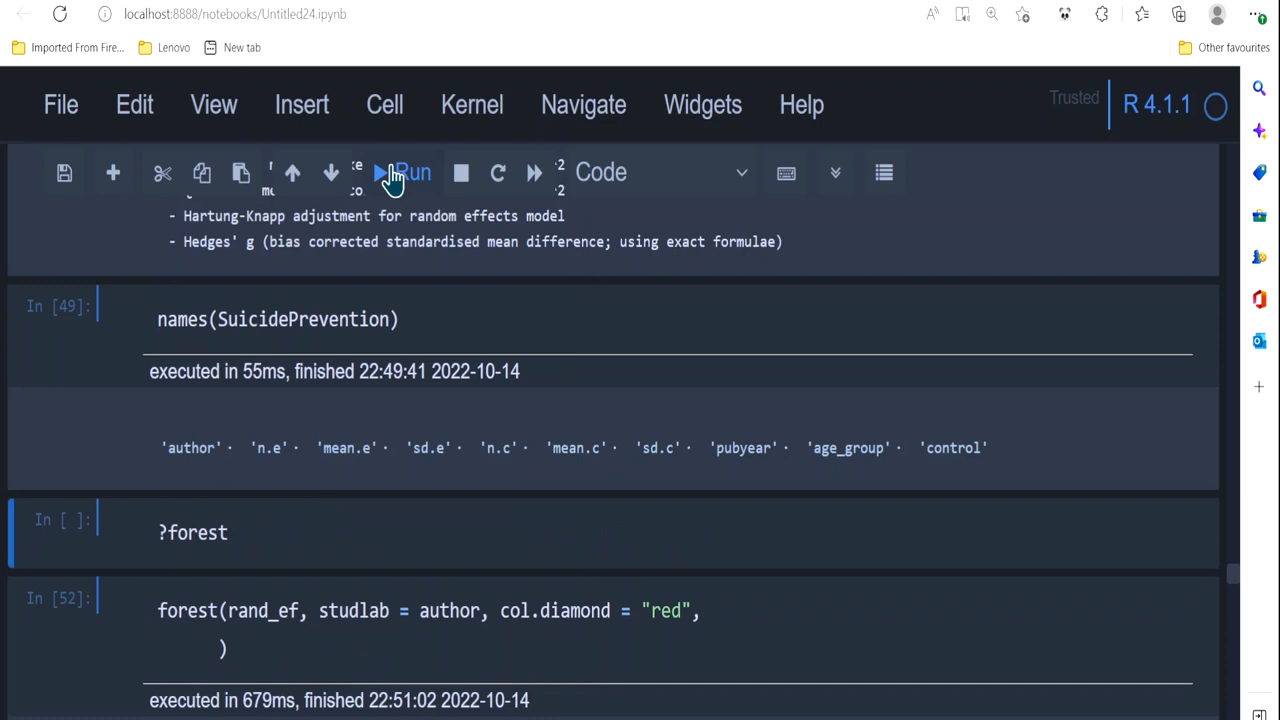 localhost:8888/notebooks/Untitled24.ipynb
Imported From Fire... Lenovo New tab Other favourites
File Edit View Insert Cell Kernel Navigate Widgets Help Trusted R 4.1.1
Run Code
- Hartung-Knapp adjustment for random effects model
- Hedges' g (bias corrected standardised mean difference; using exact formulae)
In [49]: names(SuicidePrevention)
executed in 55ms, finished 22:49:41 2022-10-14
'author' · 'n.e' · 'mean.e' · 'sd.e' · 'n.c' · 'mean.c' · 'sd.c' · 'pubyear' · 'age_group' · 'control'
In [ ]: ?forest
In [52]: forest(rand_ef, studlab = author, col.diamond = "red",
)
executed in 679ms, finished 22:51:02 2022-10-14